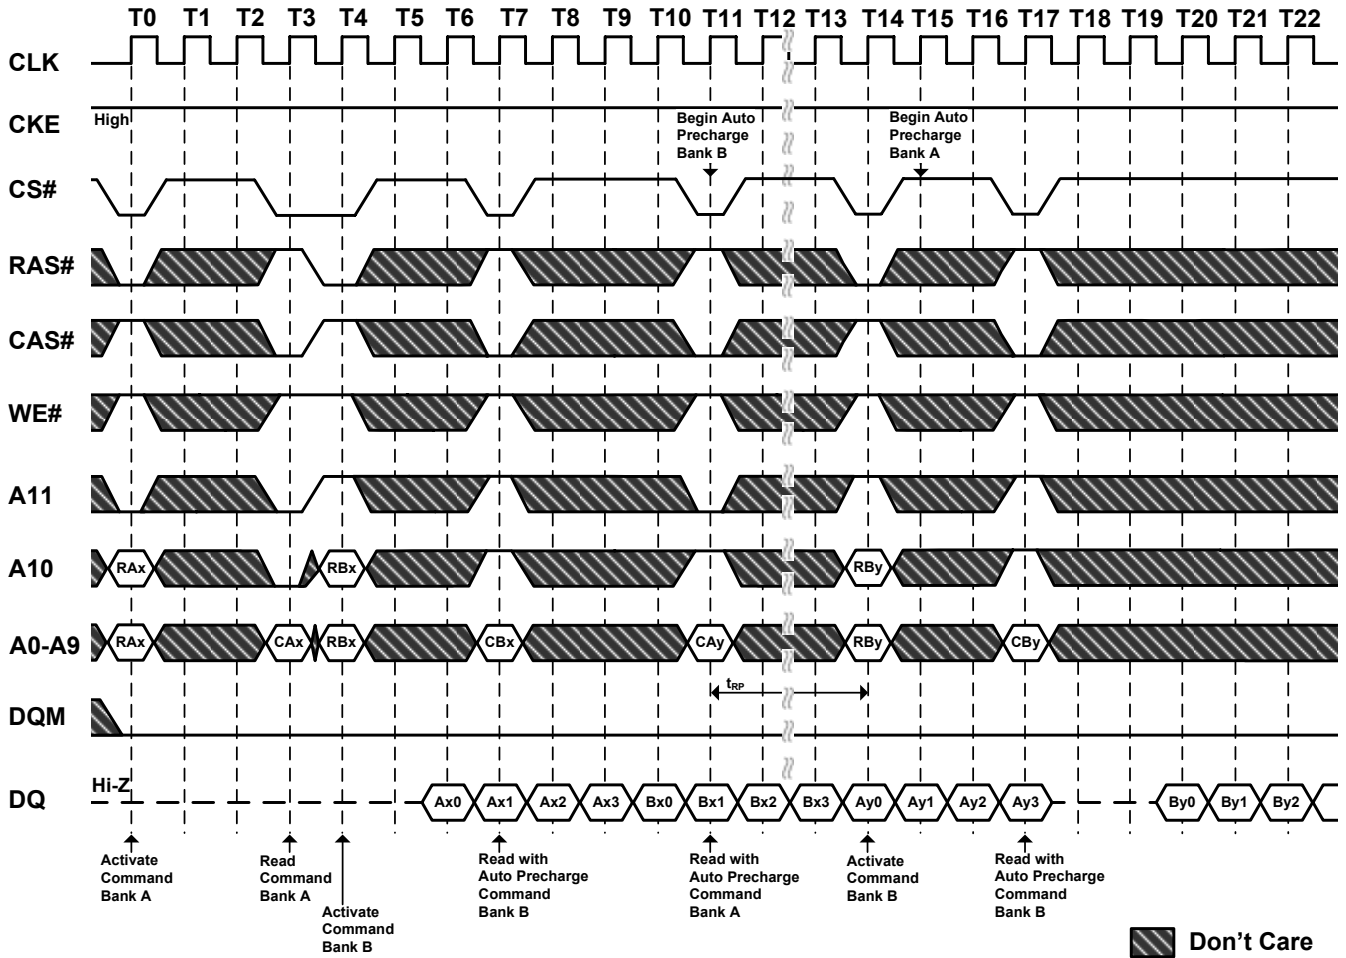 T0 T1 T2 T3 T4 T5 T6 T7 T8 T9 T10 T11 T12 T13 T14 T15 T16 T17 T18 T19 T20 T21 T22
CLK
CKE
High
Begin Auto
Precharge
Bank B
Begin Auto
Precharge
Bank A
CS#
RAS#
CAS#
WE#
A11
A10
RAx RBx RBy
A0-A9
RAx CAx RBx CBx CAy RBy CBy
tRP
DQM
DQ
Hi-Z
Ax0 Ax1 Ax2 Ax3 Bx0 Bx1 Bx2 Bx3 Ay0 Ay1 Ay2 Ay3 By0 By1 By2
Activate
Command
Bank A
Read
Command
Bank A
Activate
Command
Bank B
Read with
Auto Precharge
Command
Bank B
Read with
Auto Precharge
Command
Bank A
Activate
Command
Bank B
Read with
Auto Precharge
Command
Bank B
Don't Care